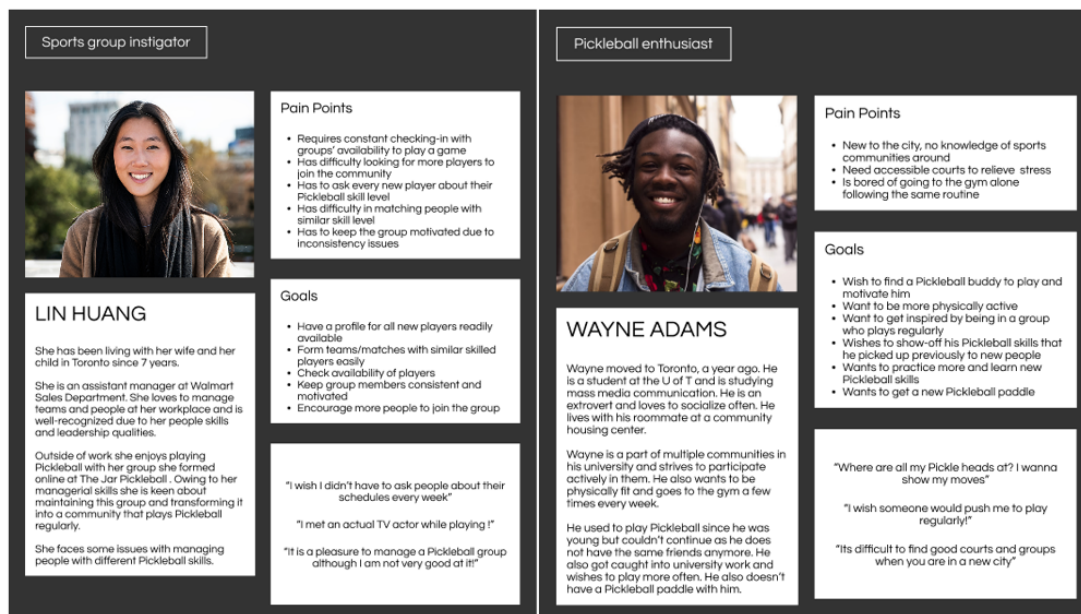 Sports group instigator
Pain Points
• Requires constant checking-in with
groups' availability to play a game
• Has difficulty looking for more players to
join the community
• Has to ask every new player about their
Pickleball skill level
• Has difficulty in matching people with
similar skill level
• Has to keep the group motivated due to
inconsistency issues
LIN HUANG
She has been living with her wife and her
child in Toronto since 7 years.
She is an assistant manager at Walmart
Sales Department. She loves to manage
teams and people at her workplace and is
well-recognized due to her people skills
and leadership qualities.
Outside of work she enjoys playing
Pickleball with her group she formed
online at The Jar Pickleball . Owing to her
managerial skills she is keen about
maintaining this group and transforming it
into a community that plays Pickleball
regularly.
She faces some issues with managing
people with different Pickleball skills.
Goals
• Have a profile for all new players readily
available
• Form teams/matches with similar skilled
players easily
• Check availability of players
• Keep group members consistent and
motivated
• Encourage more people to join the group
"I wish I didn't have to ask people about their
schedules every week"
"I met an actual TV actor while playing !"
"It is a pleasure to manage a Pickleball group
although I am not very good at it!"
Pickleball enthusiast
Pain Points
• New to the city, no knowledge of sports
communities around
• Need accessible courts to relieve stress
• Is bored of going to the gym alone
following the same routine
WAYNE ADAMS
Wayne moved to Toronto, a year ago. He
is a student at the U of T and is studying
mass media communication. He is an
extrovert and loves to socialize often. He
lives with his roommate at a community
housing center.
Wayne is a part of multiple communities in
his university and strives to participate
actively in them. He also wants to be
physically fit and goes to the gym a few
times every week.
He used to play Pickleball since he was
young but couldn't continue as he does
not have the same friends anymore. He
also got caught into university work and
wishes to play more often. He also doesn't
have a Pickleball paddle with him.
Goals
• Wish to find a Pickleball buddy to play and
motivate him
• Want to be more physically active
• Want to get inspired by being in a group
who plays regularly
• Wishes to show-off his Pickleball skills that
he picked up previously to new people
• Wants to practice more and learn new
Pickleball skills
• Wants to get a new Pickleball paddle
"Where are all my Pickle heads at? I wanna
show my moves"
"I wish someone would push me to play
regularly!"
"Its difficult to find good courts and groups
when you are in a new city"